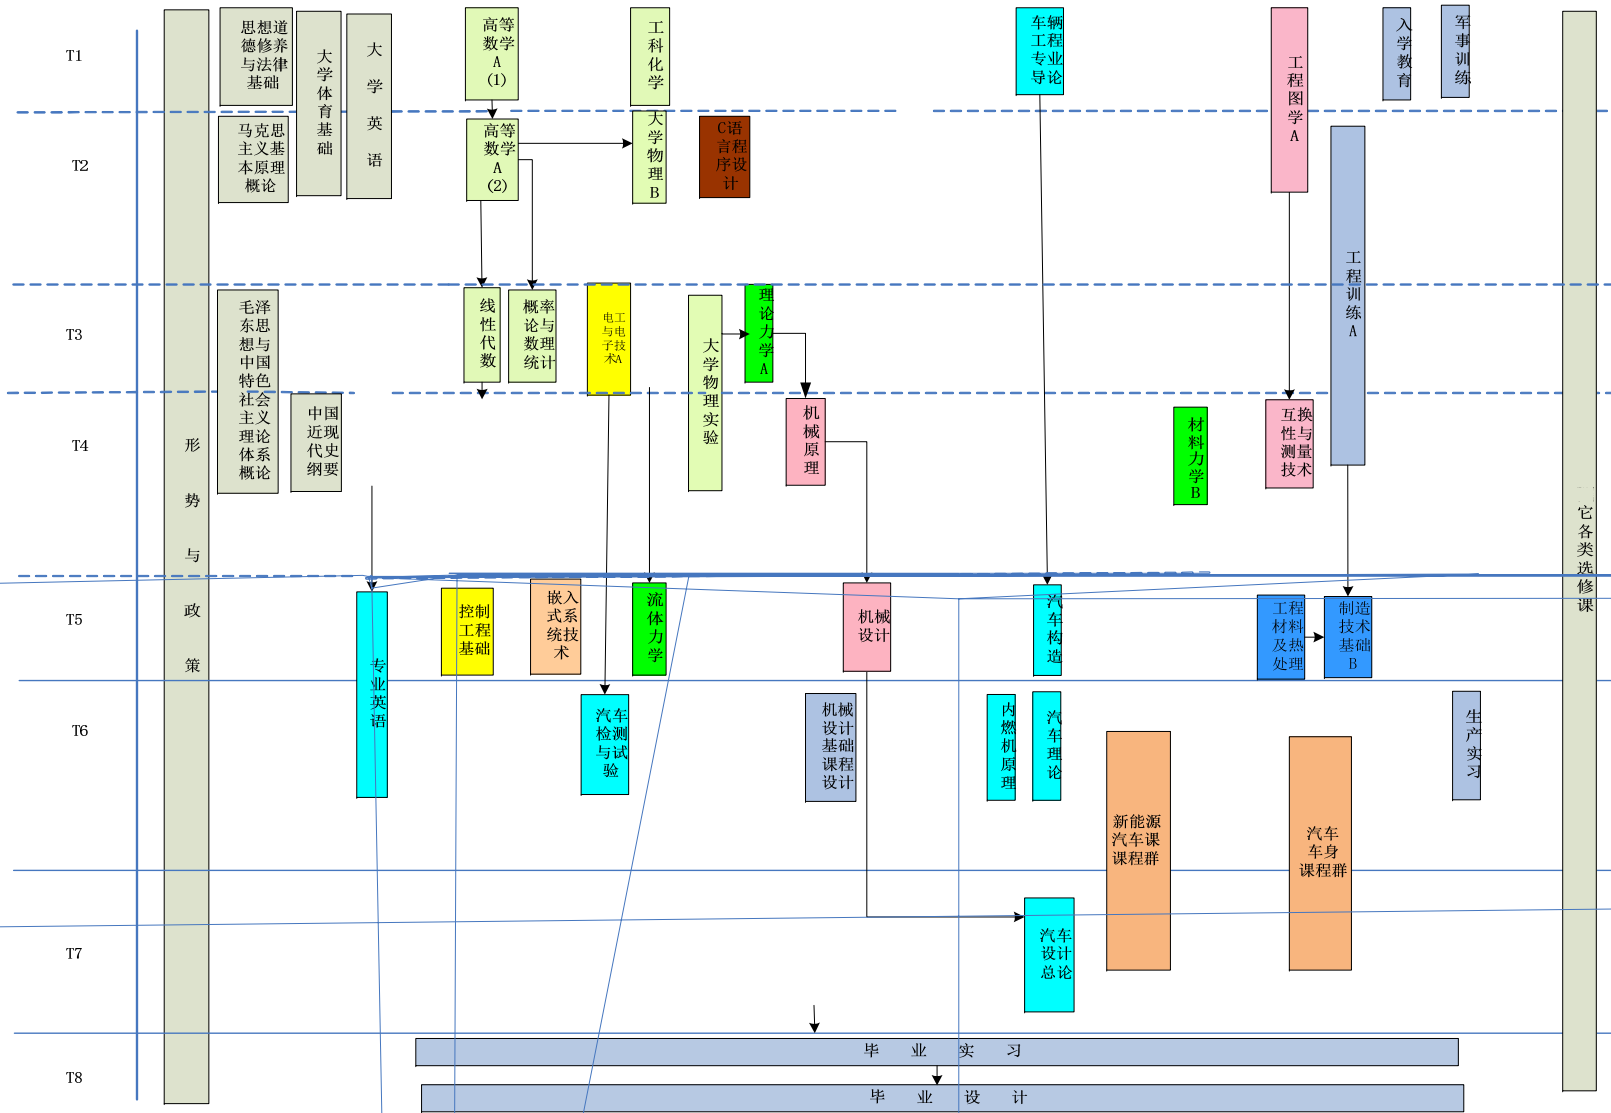 T1
T2
T3
T4
T5
T6
T7
T8
形势与政策
思想道
德修养
与法律
基础
大学体育基础
大学英语
高等
数学
A
(1)
工科化学
车辆
工程
专业
导论
工程图学A
入学教育
军事训练
马克思
主义基
本原理
概论
高等
数学
A
(2)
大学物理B
C语
言程
序设
计
工程训练A
毛泽
东思
想与
中国
特色
社会
主义
理论
体系
概论
中国
近现
代史
纲要
线性代数
概率
论与
数理
统计
电工
与电
子技
术A
大学物理实验
理论力学A
机械原理
材料力学B
互换
性与
测量
技术
它各类选修课
专业英语
控制
工程
基础
嵌入
式系
统技
术
流体力学
机械
设计
汽车构造
工程
材料
及热
处理
制造
技术
基础
B
汽车
检测
与试
验
机械
设计
基础
课程
设计
内燃机原理
汽车理论
新能源
汽车课
课程群
汽车
车身
课程群
生产实习
汽车
设计
总论
毕业实习
毕业设计